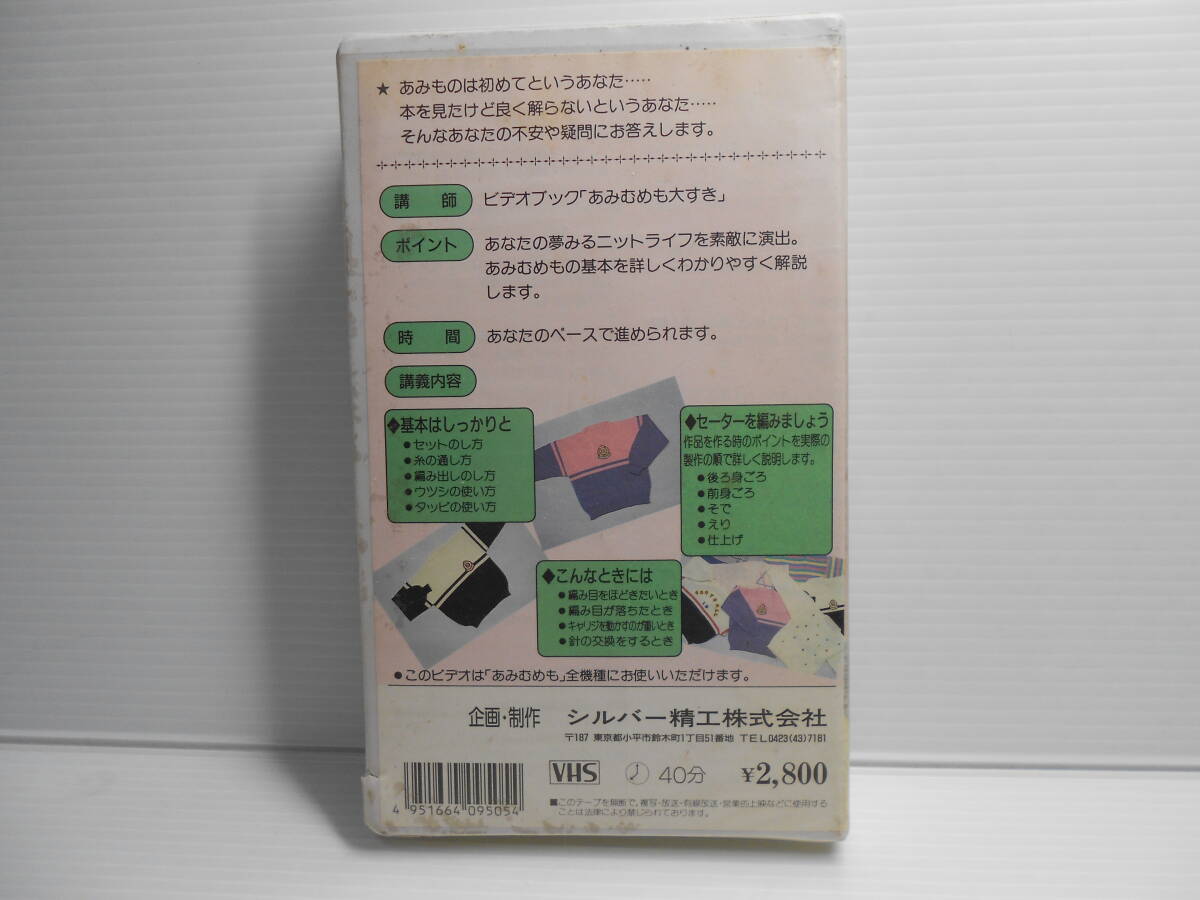 ★ あみものは初めてというあなた……
本を見たけど良く解らないというあなた……
そんなあなたの不安や疑問にお答えします。
講 師 ビデオブック「あみむめも大すき」
ポイント あなたの夢みるニットライフを素敵に演出。
あみむめもの基本を詳しくわかりやすく解説
します。
時 間 あなたのペースで進められます。
講義内容
◆基本はしっかりと
●セットのし方
●糸の通し方
●編み出しのし方
●ウツシの使い方
●タッピの使い方
◆セーターを編みましょう
作品を作る時のポイントを実際の
製作の順で詳しく説明します。
●後ろ身ごろ
●前身ごろ
●そで
●えり
●仕上げ
◆こんなときには
●編み目をほどきたいとき
●編み目が落ちたとき
●キャリジを動かすのが重いとき
●針の交換をするとき
●このビデオは「あみむめも」全機種にお使いいただけます。
企画・制作 シルバー精工株式会社
〒187 東京都小平市鈴木町1丁目51番地 TEL0423(43)7181
4 951664 095054
VHS 40分 ¥2,800
■このテープを無断で、複写・放送・有線放送・営業的上映などに使用する
ことは法律により禁じられております。